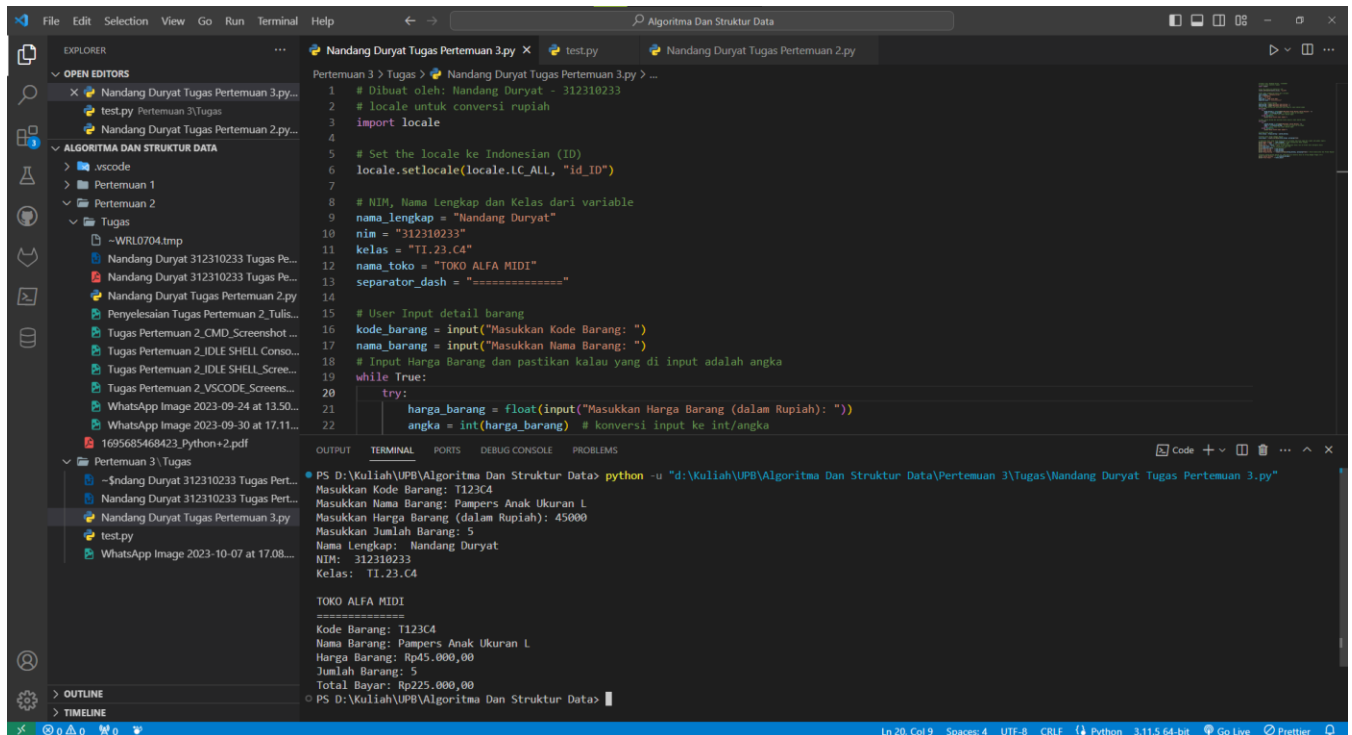 File Edit Selection View Go Run Terminal Help
Algoritma Dan Struktur Data
EXPLORER
OPEN EDITORS
Nandang Duryat Tugas Pertemuan 3.py...
test.py Pertemuan 3\Tugas
Nandang Duryat Tugas Pertemuan 2.py...
ALGORITMA DAN STRUKTUR DATA
.vscode
Pertemuan 1
Pertemuan 2
Tugas
~WRL0704.tmp
Nandang Duryat 312310233 Tugas Pe...
Nandang Duryat 312310233 Tugas Pe...
Nandang Duryat Tugas Pertemuan 2.py
Penyelesaian Tugas Pertemuan 2_Tulis...
Tugas Pertemuan 2_CMD_Screenshot ...
Tugas Pertemuan 2_IDLE SHELL Conso...
Tugas Pertemuan 2_IDLE SHELL_Scree...
Tugas Pertemuan 2_VSCODE_Screens...
WhatsApp Image 2023-09-24 at 13.50...
WhatsApp Image 2023-09-30 at 17.11...
1695685468423_Python+2.pdf
Pertemuan 3\Tugas
~$ndang Duryat 312310233 Tugas Pert...
Nandang Duryat 312310233 Tugas Pert...
Nandang Duryat Tugas Pertemuan 3.py
test.py
WhatsApp Image 2023-10-07 at 17.08....
OUTLINE
TIMELINE
Nandang Duryat Tugas Pertemuan 3.py test.py Nandang Duryat Tugas Pertemuan 2.py
Pertemuan 3 > Tugas > Nandang Duryat Tugas Pertemuan 3.py > ...
1 # Dibuat oleh: Nandang Duryat - 312310233
2 # locale untuk conversi rupiah
3 import locale
4
5 # Set the locale ke Indonesian (ID)
6 locale.setlocale(locale.LC_ALL, "id_ID")
7
8 # NIM, Nama Lengkap dan Kelas dari variable
9 nama_lengkap = "Nandang Duryat"
10 nim = "312310233"
11 kelas = "TI.23.C4"
12 nama_toko = "TOKO ALFA MIDI"
13 separator_dash = "=============="
14
15 # User Input detail barang
16 kode_barang = input("Masukkan Kode Barang: ")
17 nama_barang = input("Masukkan Nama Barang: ")
18 # Input Harga Barang dan pastikan kalau yang di input adalah angka
19 while True:
20 try:
21 harga_barang = float(input("Masukkan Harga Barang (dalam Rupiah): "))
22 angka = int(harga_barang) # konversi input ke int/angka
OUTPUT TERMINAL PORTS DEBUG CONSOLE PROBLEMS
Code
PS D:\Kuliah\UPB\Algoritma Dan Struktur Data> python -u "d:\Kuliah\UPB\Algoritma Dan Struktur Data\Pertemuan 3\Tugas\Nandang Duryat Tugas Pertemuan 3.py"
Masukkan Kode Barang: T123C4
Masukkan Nama Barang: Pampers Anak Ukuran L
Masukkan Harga Barang (dalam Rupiah): 45000
Masukkan Jumlah Barang: 5
Nama Lengkap: Nandang Duryat
NIM: 312310233
Kelas: TI.23.C4
TOKO ALFA MIDI
==============
Kode Barang: T123C4
Nama Barang: Pampers Anak Ukuran L
Harga Barang: Rp45.000,00
Jumlah Barang: 5
Total Bayar: Rp225.000,00
PS D:\Kuliah\UPB\Algoritma Dan Struktur Data>
0 0 0 Ln 20, Col 9 Spaces: 4 UTF-8 CRLF Python 3.11.5 64-bit Go Live Prettier